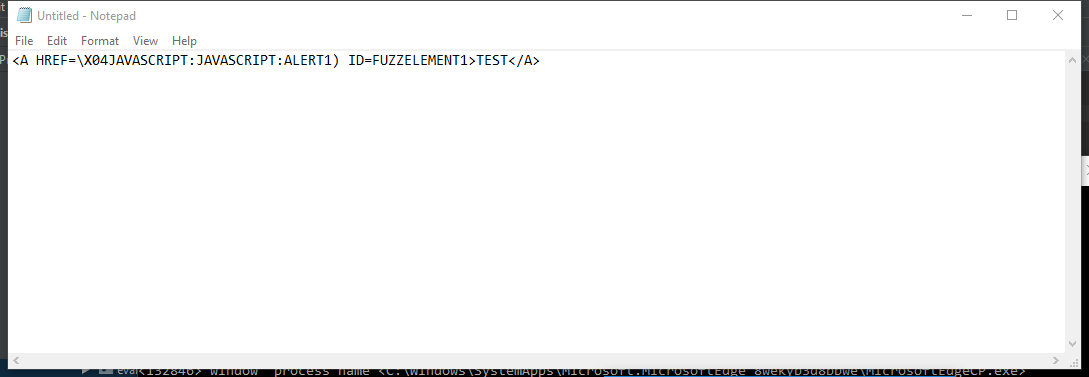 Untitled - Notepad
File Edit Format View Help
<A HREF=\X04JAVASCRIPT:JAVASCRIPT:ALERT1) ID=FUZZELEMENT1>TEST</A>
eval<132846> window process name <C:\Windows\SystemApps\Microsoft.MicrosoftEdge_8wekyb3d8bbwe\MicrosoftEdgeCP.exe>